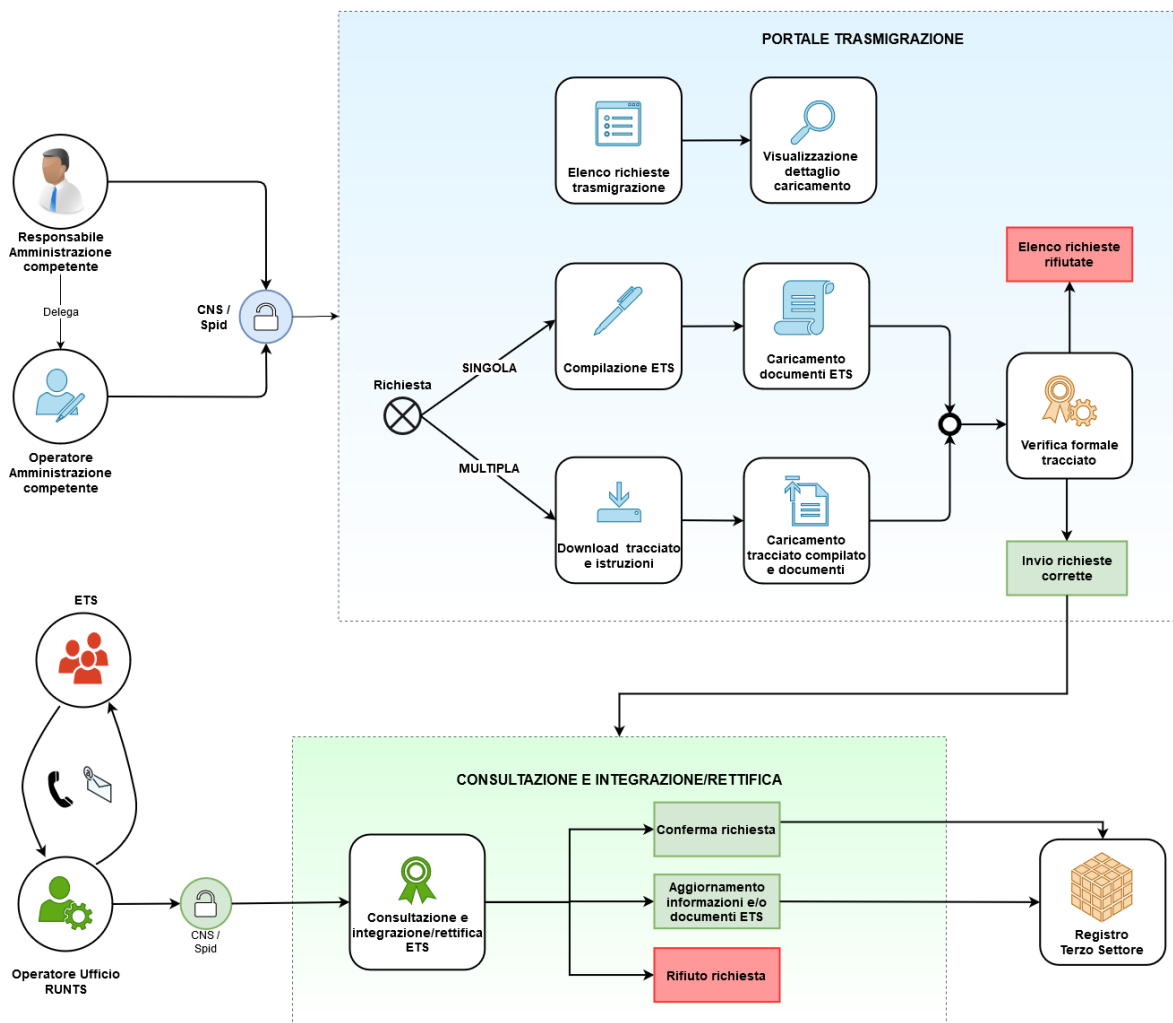 PORTALE TRASMIGRAZIONE
Elenco richieste
trasmigrazione
Visualizzazione
dettaglio
caricamento
Responsabile
Amministrazione
competente
Delega
CNS /
Spid
Operatore
Amministrazione
competente
Richiesta
SINGOLA
MULTIPLA
Compilazione ETS
Caricamento
documenti ETS
Download tracciato
e istruzioni
Caricamento
tracciato compilato
e documenti
Elenco richieste
rifiutate
Verifica formale
tracciato
Invio richieste
corrette
ETS
@
Operatore Ufficio
RUNTS
CNS /
Spid
CONSULTAZIONE E INTEGRAZIONE/RETTIFICA
Consultazione e
integrazione/rettifica
ETS
Conferma richiesta
Aggiornamento
informazioni e/o
documenti ETS
Rifiuto richiesta
Registro
Terzo Settore